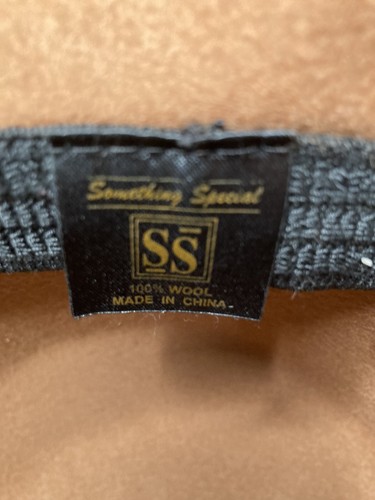 Something Special
SS
100% WOOL
MADE IN CHINA